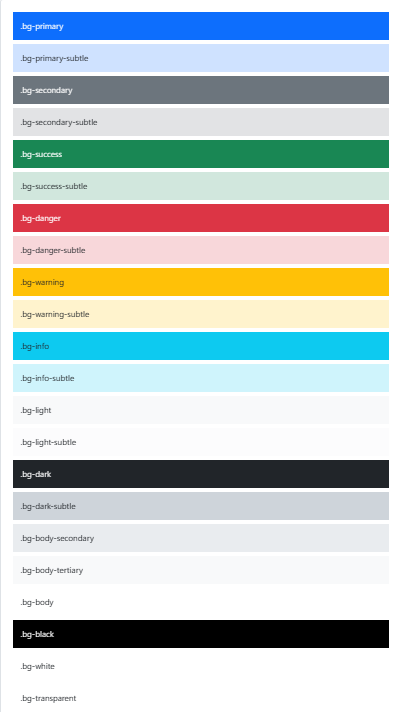 .bg-primary
.bg-primary-subtle
.bg-secondary
.bg-secondary-subtle
.bg-success
.bg-success-subtle
.bg-danger
.bg-danger-subtle
.bg-warning
.bg-warning-subtle
.bg-info
.bg-info-subtle
.bg-light
.bg-light-subtle
.bg-dark
.bg-dark-subtle
.bg-body-secondary
.bg-body-tertiary
.bg-body
.bg-black
.bg-white
.bg-transparent